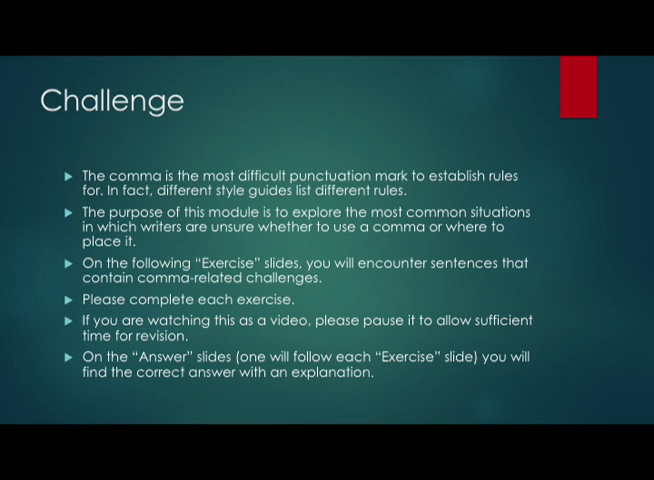 Challenge
The comma is the most difficult punctuation mark to establish rules
for. In fact, different style guides list different rules.
The purpose of this module is to explore the most common situations
in which writers are unsure whether to use a comma or where to
place it.
On the following “Exercise” slides, you will encounter sentences that
contain comma-related challenges.
Please complete each exercise.
If you are watching this as a video, please pause it to allow sufficient
time for revision.
On the “Answer” slides (one will follow each “Exercise” slide) you will
find the correct answer with an explanation.